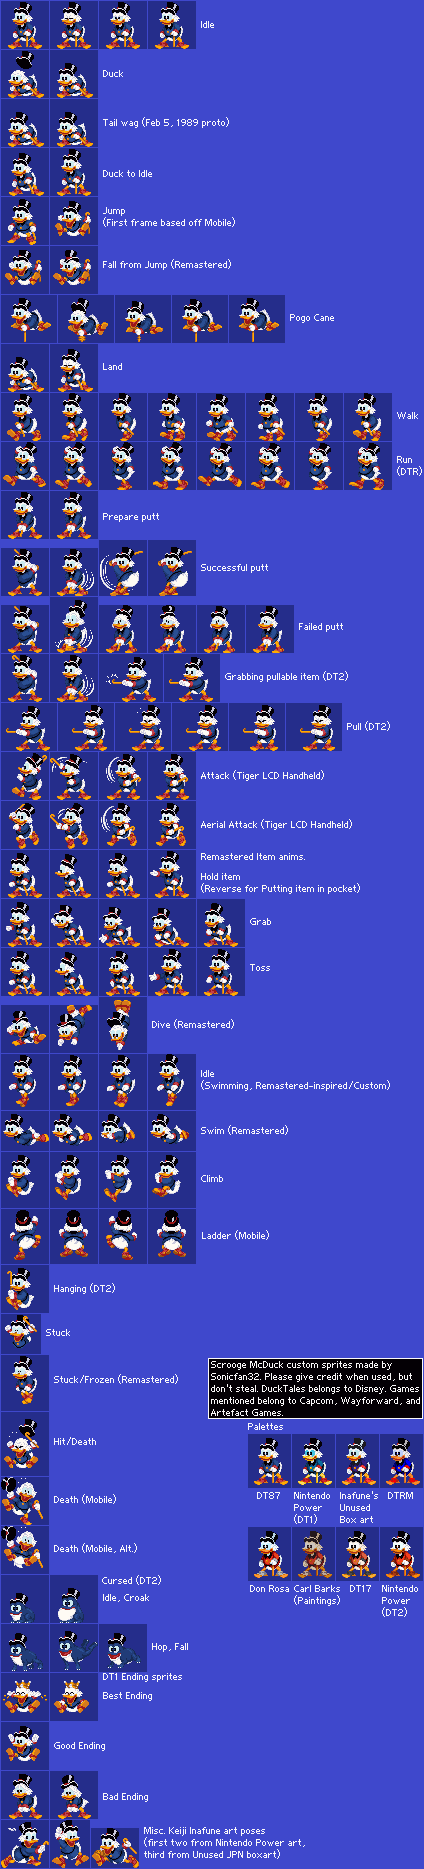 Idle
Duck
Tail wag (Feb 5, 1989 proto)
Duck to Idle
Jump
(First frame based off Mobile)
Fall from Jump (Remastered)
Pogo Cane
Land
Walk
Run
(DTR)
Prepare putt
Successful putt
Failed putt
Grabbing pullable item (DT2)
Pull (DT2)
Attack (Tiger LCD Handheld)
Aerial Attack (Tiger LCD Handheld)
Remastered Item anims.
Hold item
(Reverse for Putting item in pocket)
Grab
Toss
Dive (Remastered)
Idle
(Swimming, Remastered-inspired/Custom)
Swim (Remastered)
Climb
Ladder (Mobile)
Hanging (DT2)
Stuck
Stuck/Frozen (Remastered)
Scrooge McDuck custom sprites made by
Sonicfan32. Please give credit when used, but
don't steal. DuckTales belongs to Disney. Games
mentioned belong to Capcom, Wayforward, and
Artefact Games.
Hit/Death
Palettes
DT87
Nintendo
Power
(DT1)
Inafune's
Unused
Box art
DTRM
Death (Mobile)
Death (Mobile, Alt.)
Don Rosa
Carl Barks
(Paintings)
DT17
Nintendo
Power
(DT2)
Cursed (DT2)
Idle, Croak
Hop, Fall
DT1 Ending sprites
Best Ending
Good Ending
Bad Ending
Misc. Keiji Inafune art poses
(first two from Nintendo Power art,
third from Unused JPN boxart)